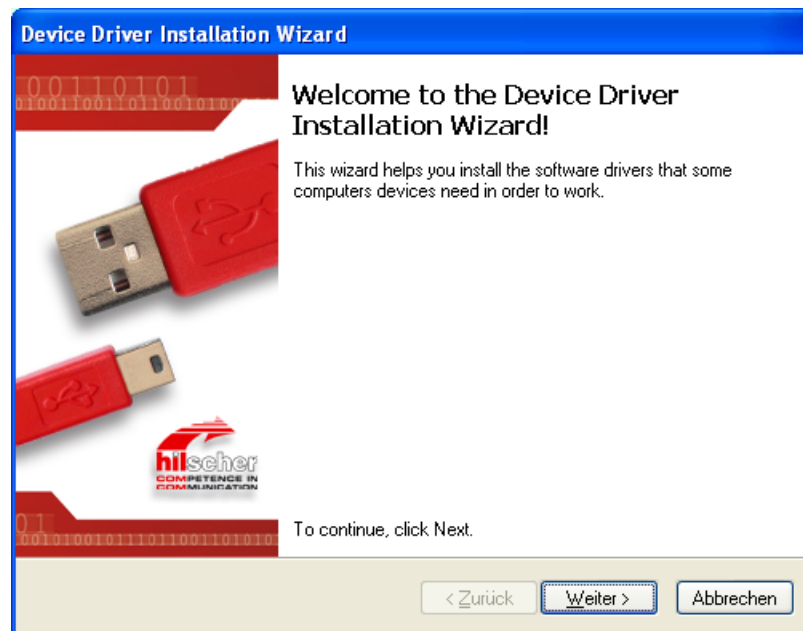 Device Driver Installation Wizard
00110101
Welcome to the Device Driver
Installation Wizard!
This wizard helps you install the software drivers that some
computers devices need in order to work.
hilscher
COMPETENCE IN
COMMUNICATION
01
To continue, click Next.
< Zurück
Weiter >
Abbrechen